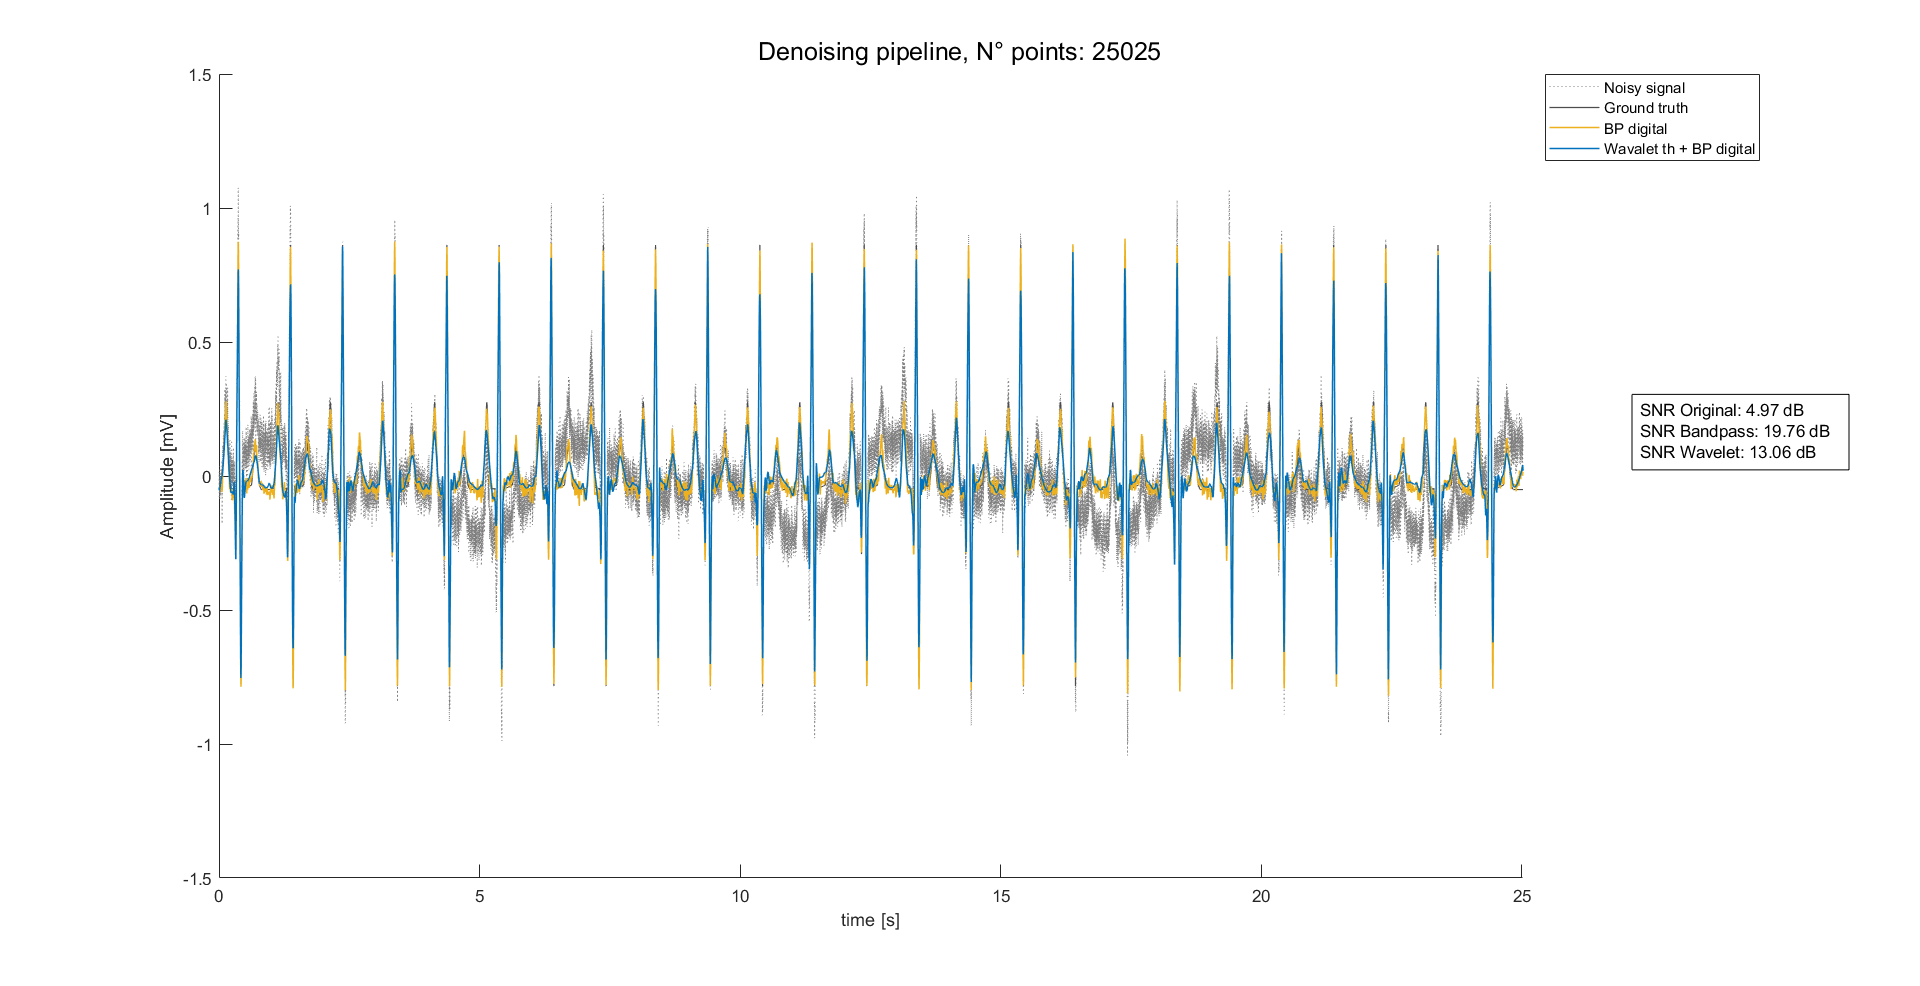 Denoising pipeline, N° points: 25025
1.5
1
0.5
0
-0.5
-1
-1.5
Amplitude [mV]
0
5
10
15
20
25
time [s]
Noisy signal
Ground truth
BP digital
Wavalet th + BP digital
SNR Original: 4.97 dB
SNR Bandpass: 19.76 dB
SNR Wavelet: 13.06 dB